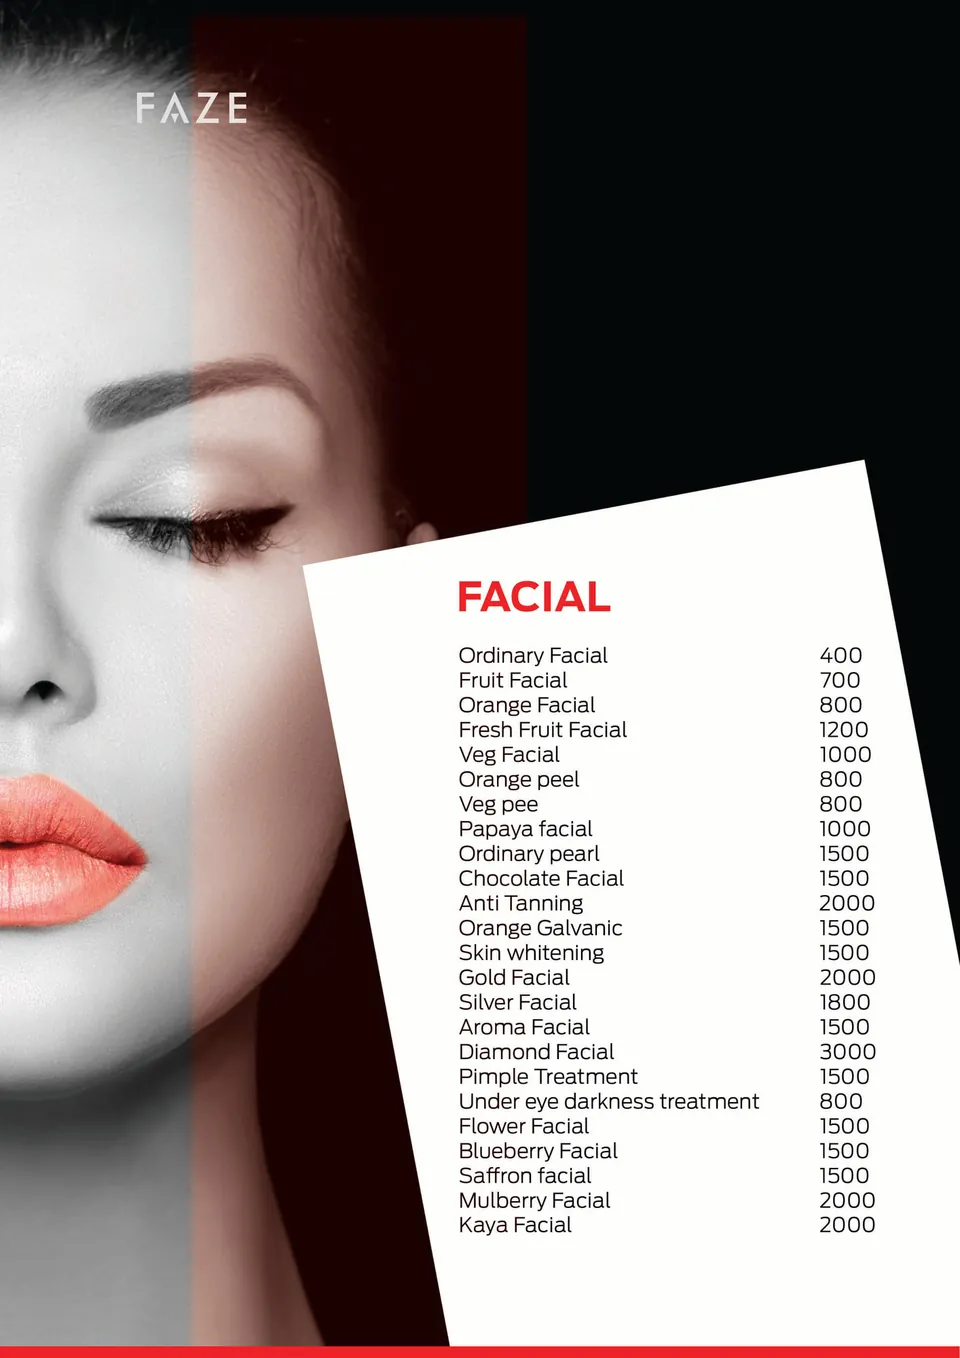 FAZE
FACIAL
Ordinary Facial 400
Fruit Facial 700
Orange Facial 800
Fresh Fruit Facial 1200
Veg Facial 1000
Orange peel 800
Veg pee 800
Papaya facial 1000
Ordinary pearl 1500
Chocolate Facial 1500
Anti Tanning 2000
Orange Galvanic 1500
Skin whitening 1500
Gold Facial 2000
Silver Facial 1800
Aroma Facial 1500
Diamond Facial 3000
Pimple Treatment 1500
Under eye darkness treatment 800
Flower Facial 1500
Blueberry Facial 1500
Saffron facial 1500
Mulberry Facial 2000
Kaya Facial 2000